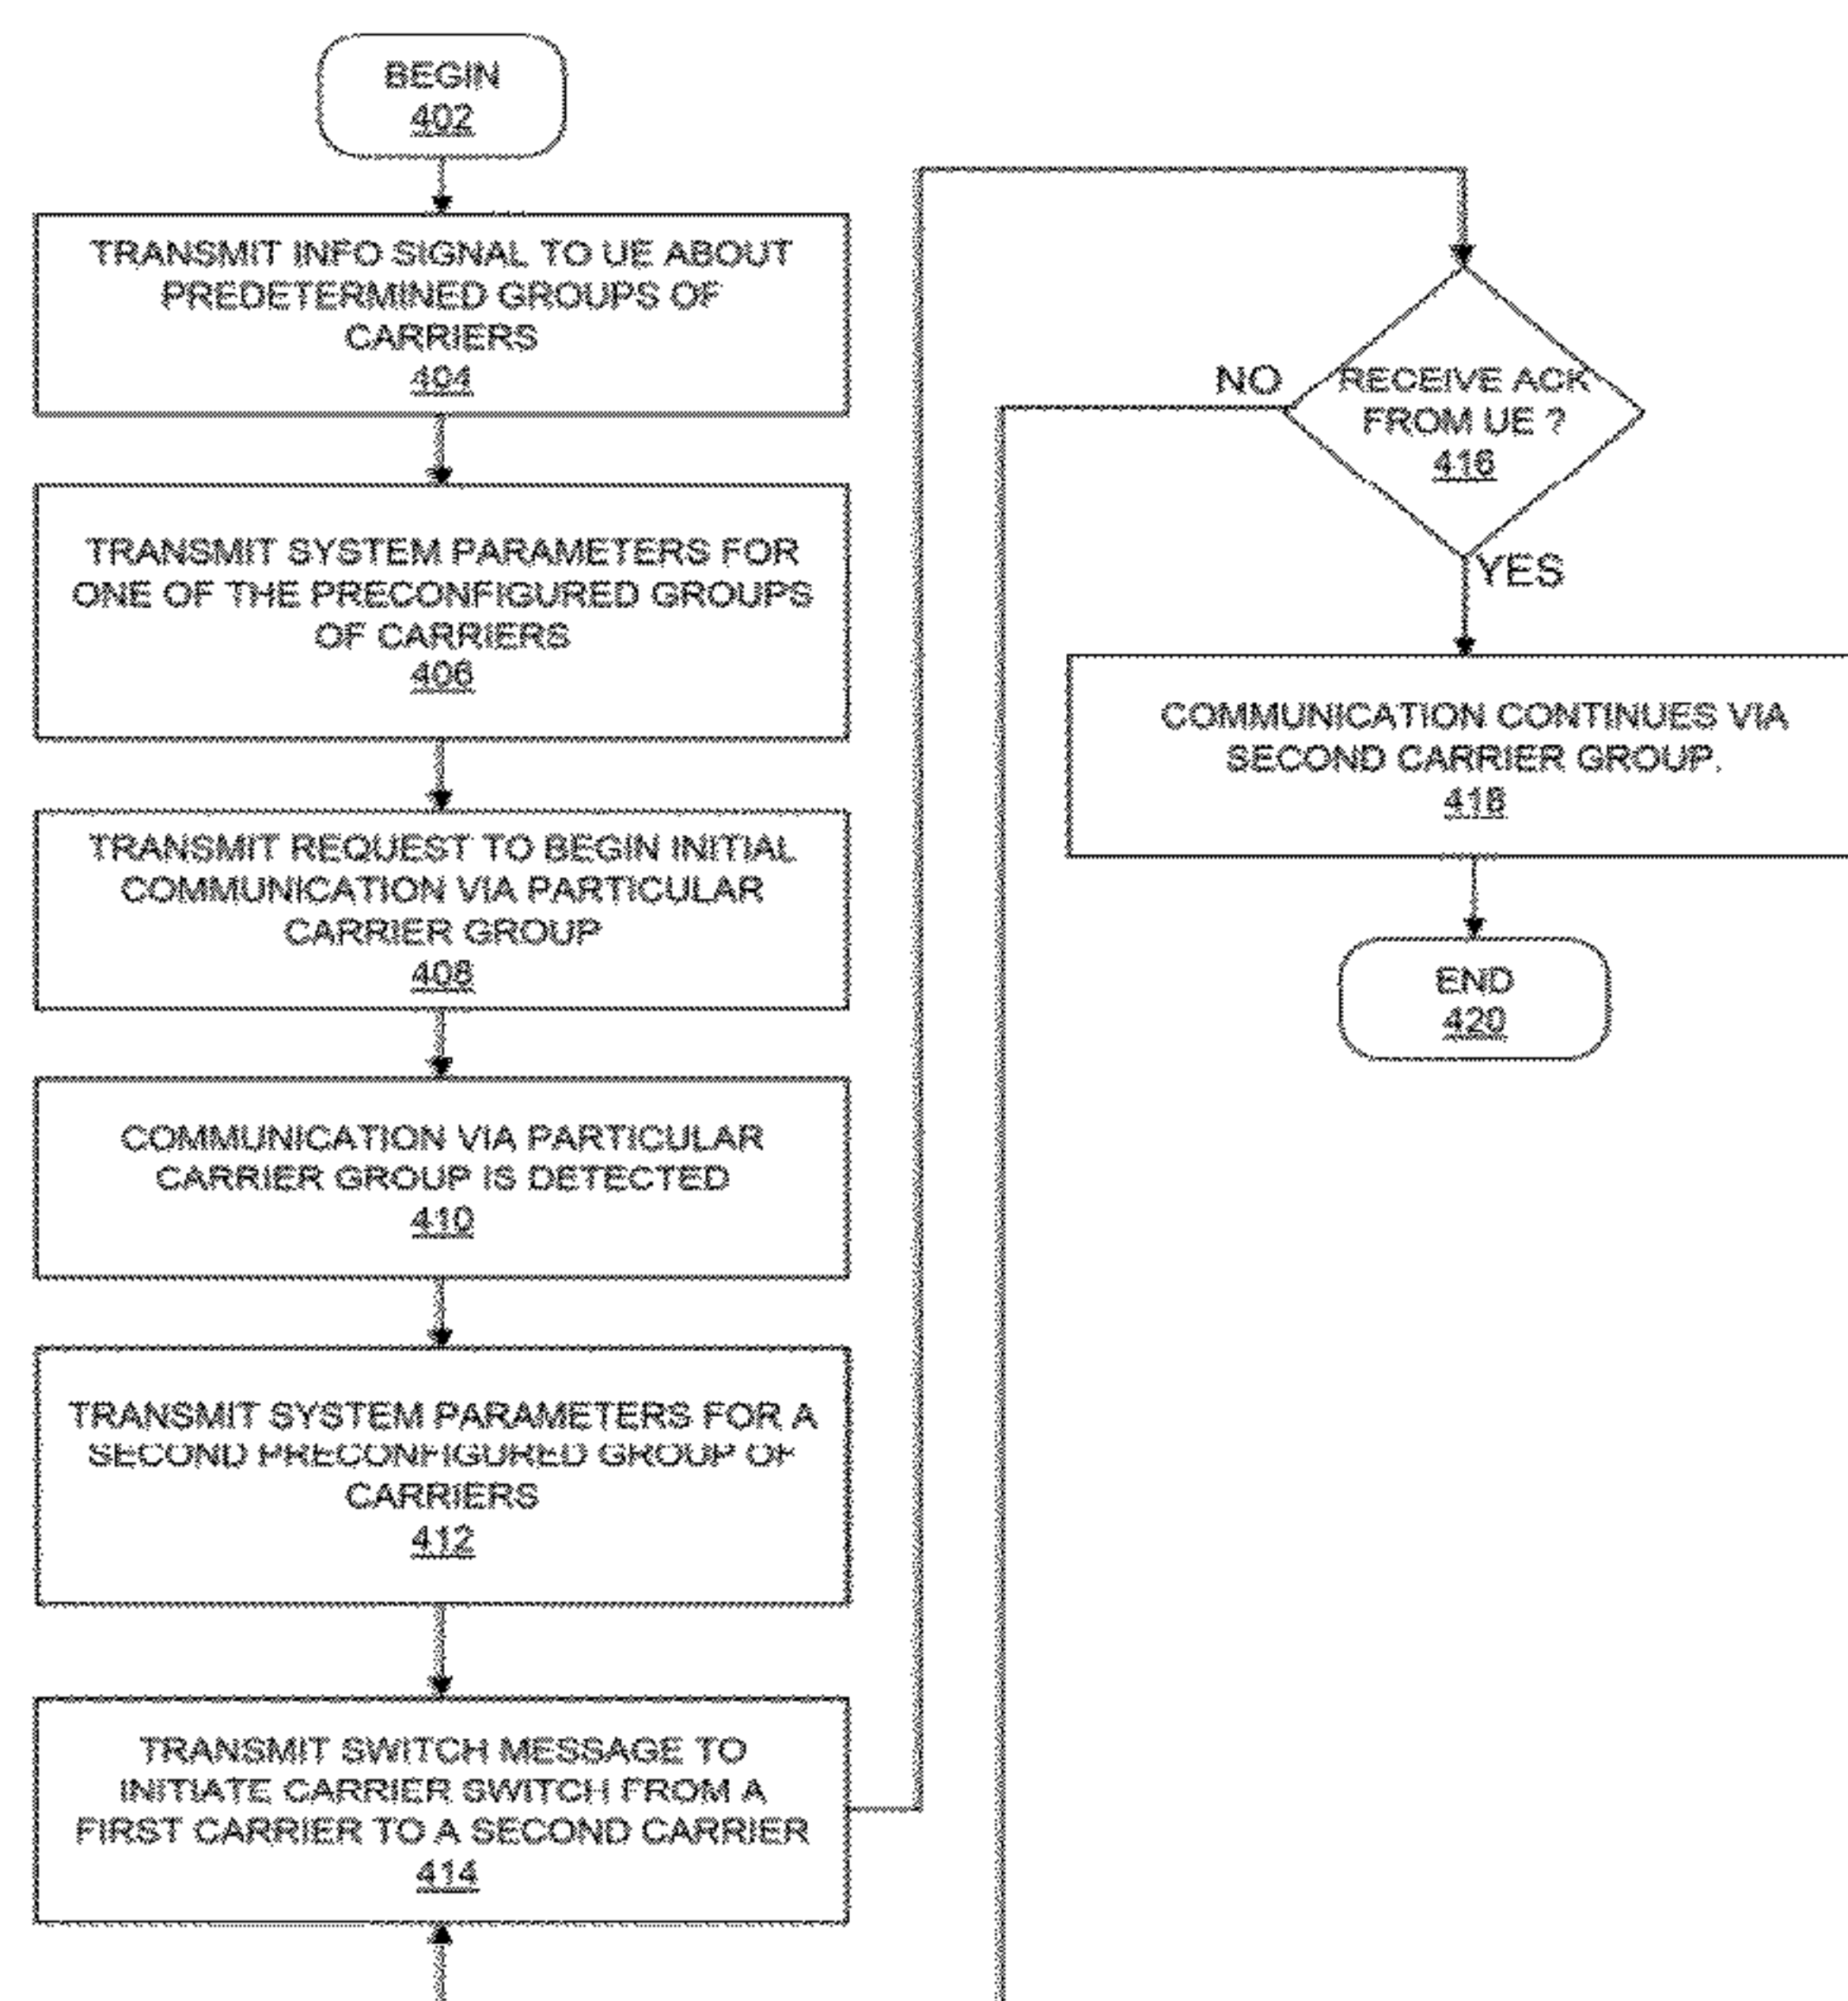 BEGIN
402
TRANSMIT INFO SIGNAL TO UE ABOUT
PREDETERMINED GROUPS OF
CARRIERS
404
TRANSMIT SYSTEM PARAMETERS FOR
ONE OF THE PRECONFIGURED GROUPS
OF CARRIERS
406
TRANSMIT REQUEST TO BEGIN INITIAL
COMMUNICATION VIA PARTICULAR
CARRIER GROUP
408
COMMUNICATION VIA PARTICULAR
CARRIER GROUP IS DETECTED
410
TRANSMIT SYSTEM PARAMETERS FOR A
SECOND PRECONFIGURED GROUP OF
CARRIERS
412
TRANSMIT SWITCH MESSAGE TO
INITIATE CARRIER SWITCH FROM A
FIRST CARRIER TO A SECOND CARRIER
414
NO
RECEIVE ACK
FROM UE ?
416
YES
COMMUNICATION CONTINUES VIA
SECOND CARRIER GROUP.
418
END
420